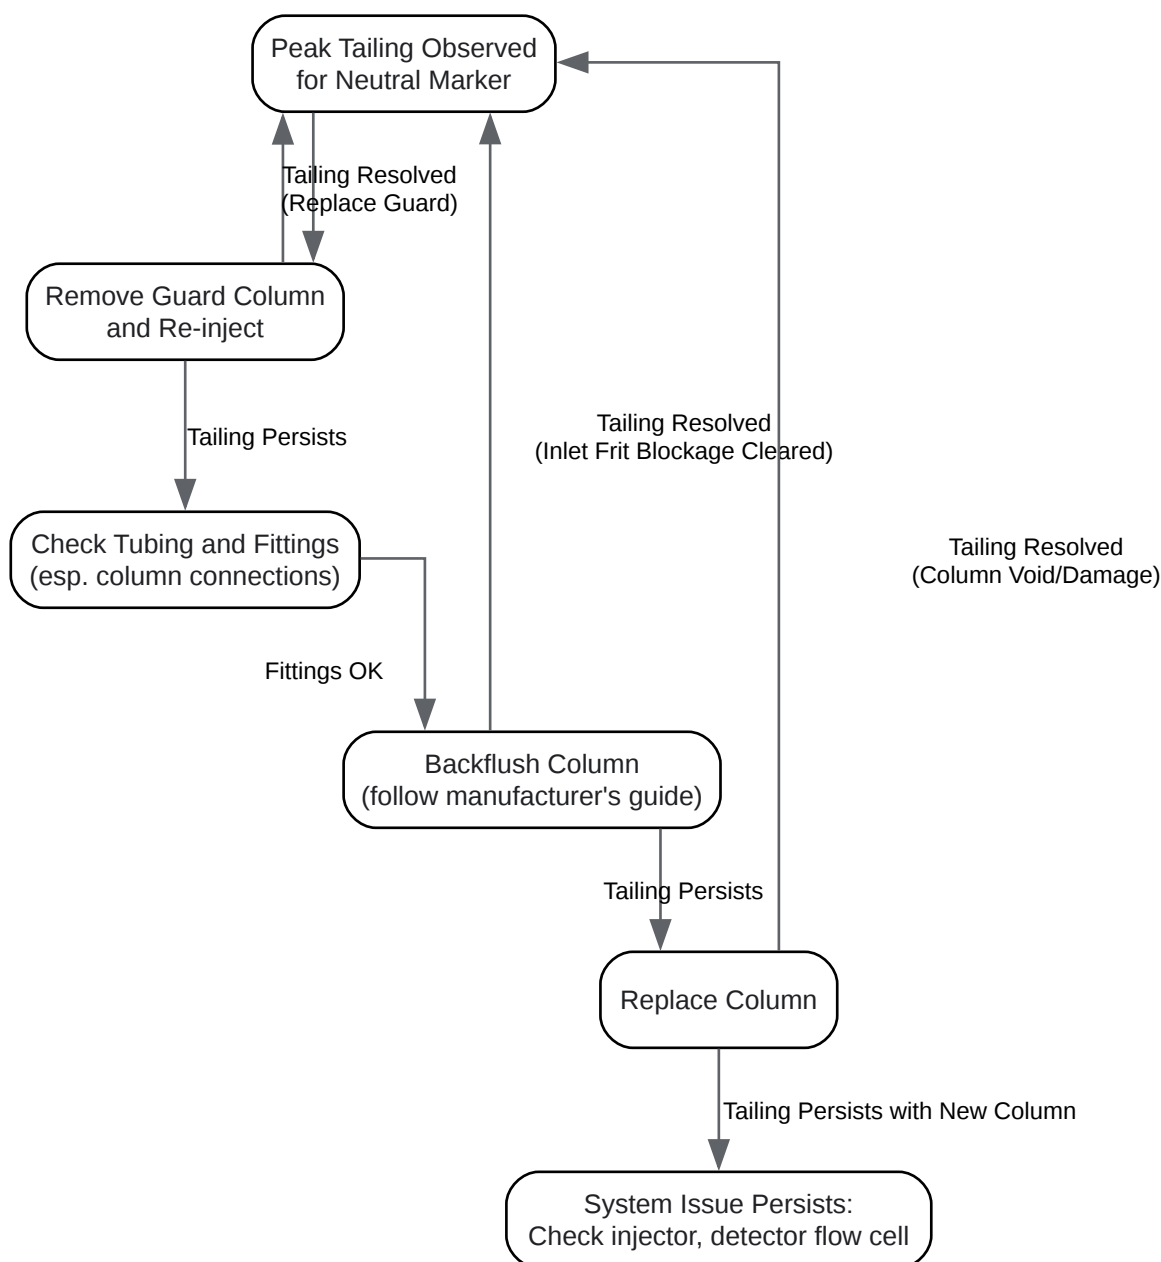 Peak Tailing Observed
for Neutral Marker
Tailing Resolved
(Replace Guard)
Remove Guard Column
and Re-inject
Tailing Resolved
(Inlet Frit Blockage Cleared)
Tailing Persists
Check Tubing and Fittings
(esp. column connections)
Tailing Resolved
(Column Void/Damage)
Fittings OK
Backflush Column
(follow manufacturer's guide)
Tailing Persists
Replace Column
Tailing Persists with New Column
System Issue Persists:
Check injector, detector flow cell